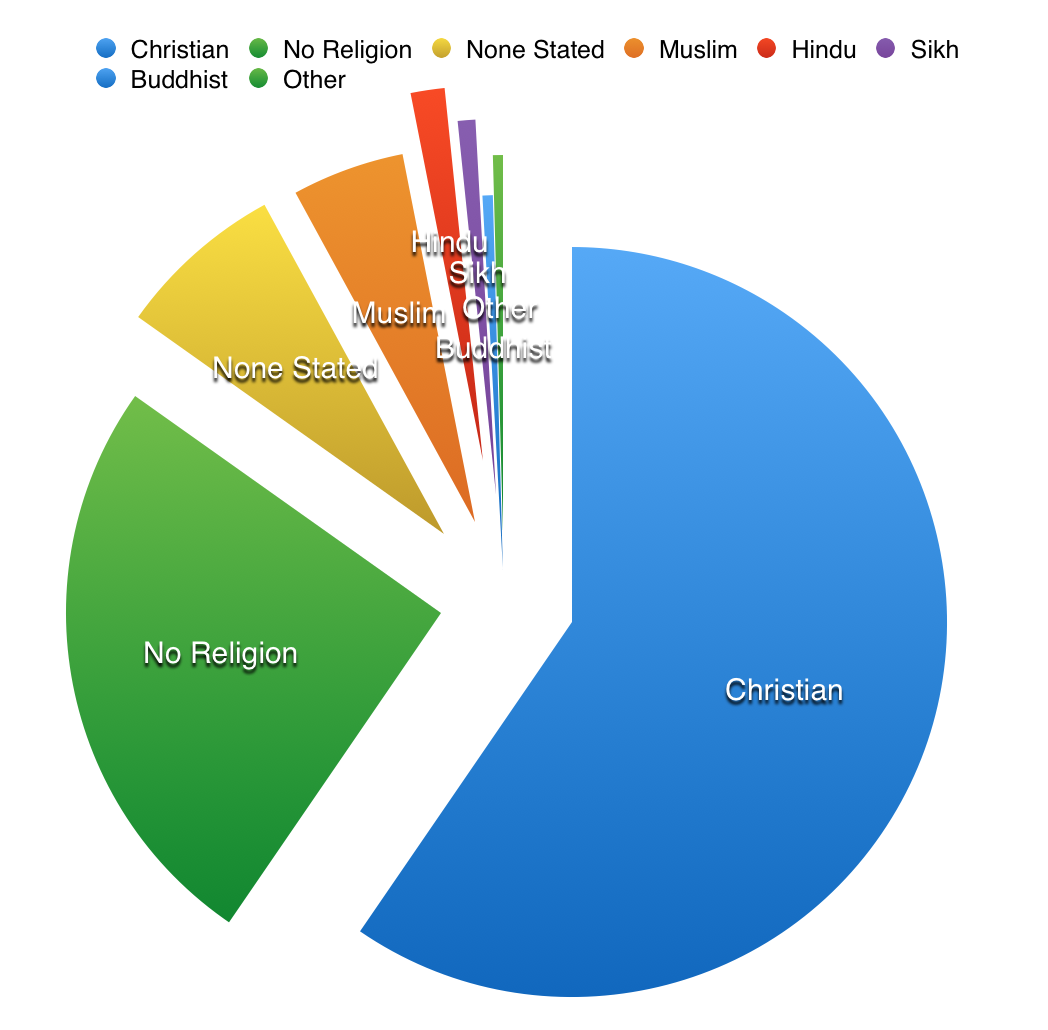 Christian No Religion None Stated Muslim Hindu Sikh
Buddhist Other
Hindu
Sikh
Other
Muslim
Buddhist
None Stated
No Religion
Christian